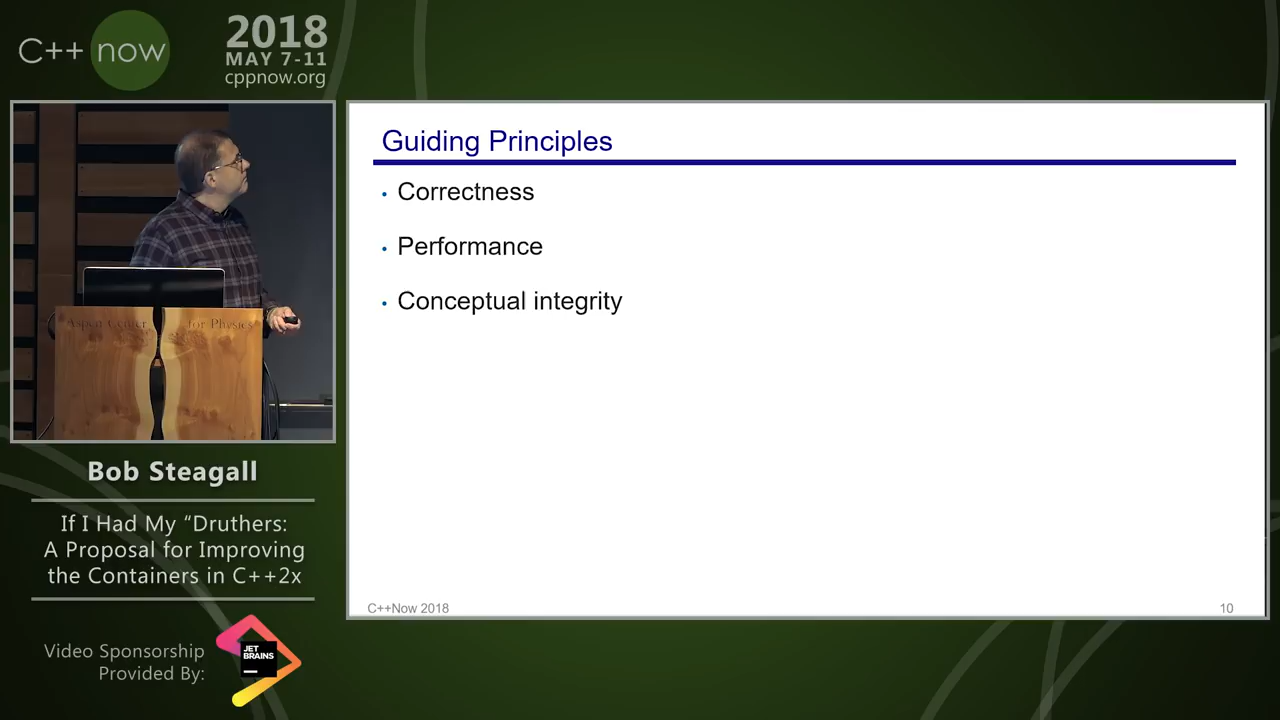 C++ now
2018
MAY 7-11
cppnow.org
Guiding Principles
• Correctness
• Performance
• Conceptual integrity
C++Now 2018
10
Aspen Center for Physics
Bob Steagall
If I Had My “Druthers:
A Proposal for Improving
the Containers in C++2x
Video Sponsorship
Provided By:
JET
BRAINS